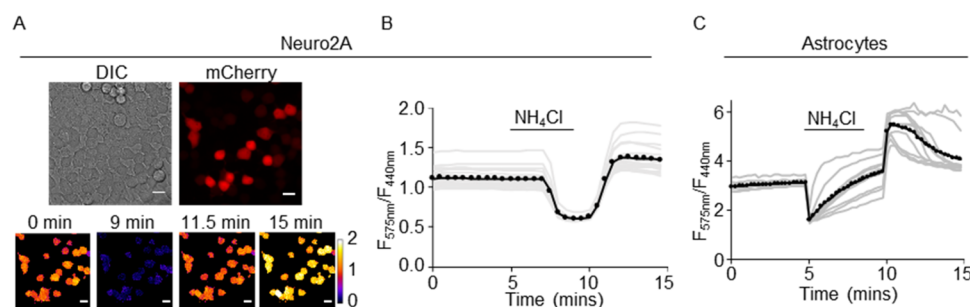 A
Neuro2A
DIC mCherry
0 min 9 min 11.5 min 15 min
2
1
0
B
NH₄Cl
F575nm/F440nm
2.0
1.5
1.0
0.5
0.0
0 5 10 15
Time (mins)
C
Astrocytes
NH₄Cl
F575nm/F440nm
6
4
2
0 5 10 15
Time (mins)